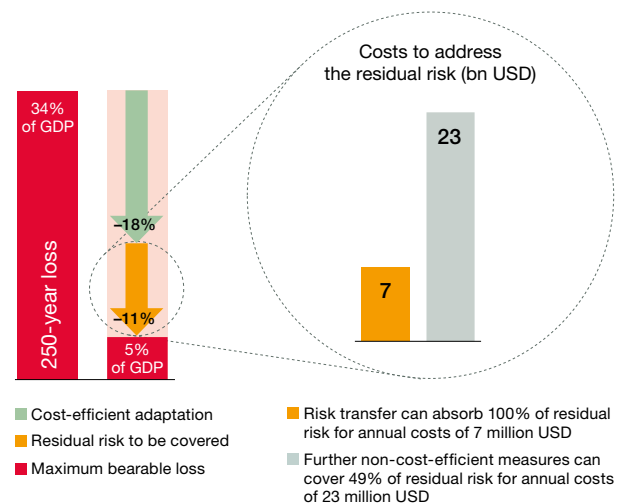 Costs to address
the residual risk (bn USD)
34%
of GDP
250-year loss
–18%
–11%
5%
of GDP
23
7
Cost-efficient adaptation
Residual risk to be covered
Maximum bearable loss
Risk transfer can absorb 100% of residual
risk for annual costs of 7 million USD
Further non-cost-efficient measures can
cover 49% of residual risk for annual costs
of 23 million USD